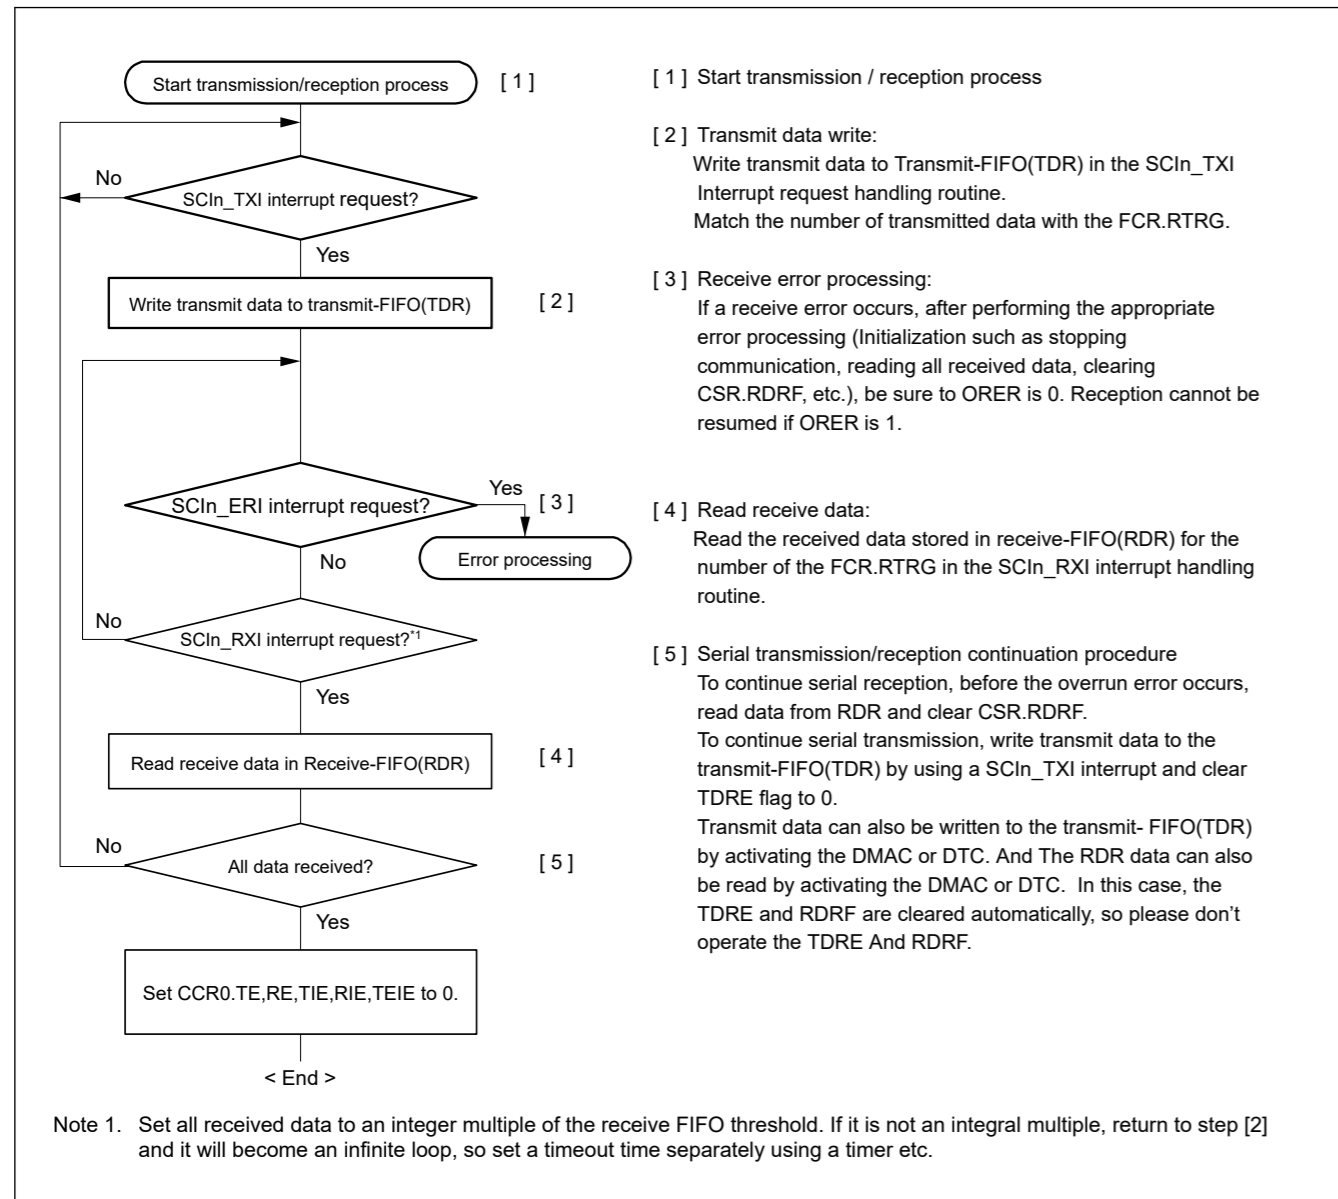 Start transmission/reception process
[ 1 ]
No
SCIn_TXI interrupt request?
Yes
Write transmit data to transmit-FIFO(TDR)
[ 2 ]
SCIn_ERI interrupt request?
Yes
[ 3 ]
Error processing
No
No
SCIn_RXI interrupt request?*1
Yes
Read receive data in Receive-FIFO(RDR)
[ 4 ]
No
All data received?
[ 5 ]
Yes
Set CCR0.TE,RE,TIE,RIE,TEIE to 0.
< End >
[ 1 ] Start transmission / reception process
[ 2 ] Transmit data write:
Write transmit data to Transmit-FIFO(TDR) in the SCIn_TXI
Interrupt request handling routine.
Match the number of transmitted data with the FCR.RTRG.
[ 3 ] Receive error processing:
If a receive error occurs, after performing the appropriate
error processing (Initialization such as stopping
communication, reading all received data, clearing
CSR.RDRF, etc.), be sure to ORER is 0. Reception cannot be
resumed if ORER is 1.
[ 4 ] Read receive data:
Read the received data stored in receive-FIFO(RDR) for the
number of the FCR.RTRG in the SCIn_RXI interrupt handling
routine.
[ 5 ] Serial transmission/reception continuation procedure
To continue serial reception, before the overrun error occurs,
read data from RDR and clear CSR.RDRF.
To continue serial transmission, write transmit data to the
transmit-FIFO(TDR) by using a SCIn_TXI interrupt and clear
TDRE flag to 0.
Transmit data can also be written to the transmit- FIFO(TDR)
by activating the DMAC or DTC. And The RDR data can also
be read by activating the DMAC or DTC.  In this case, the
TDRE and RDRF are cleared automatically, so please don't
operate the TDRE And RDRF.
Note 1. Set all received data to an integer multiple of the receive FIFO threshold. If it is not an integral multiple, return to step [2]
and it will become an infinite loop, so set a timeout time separately using a timer etc.